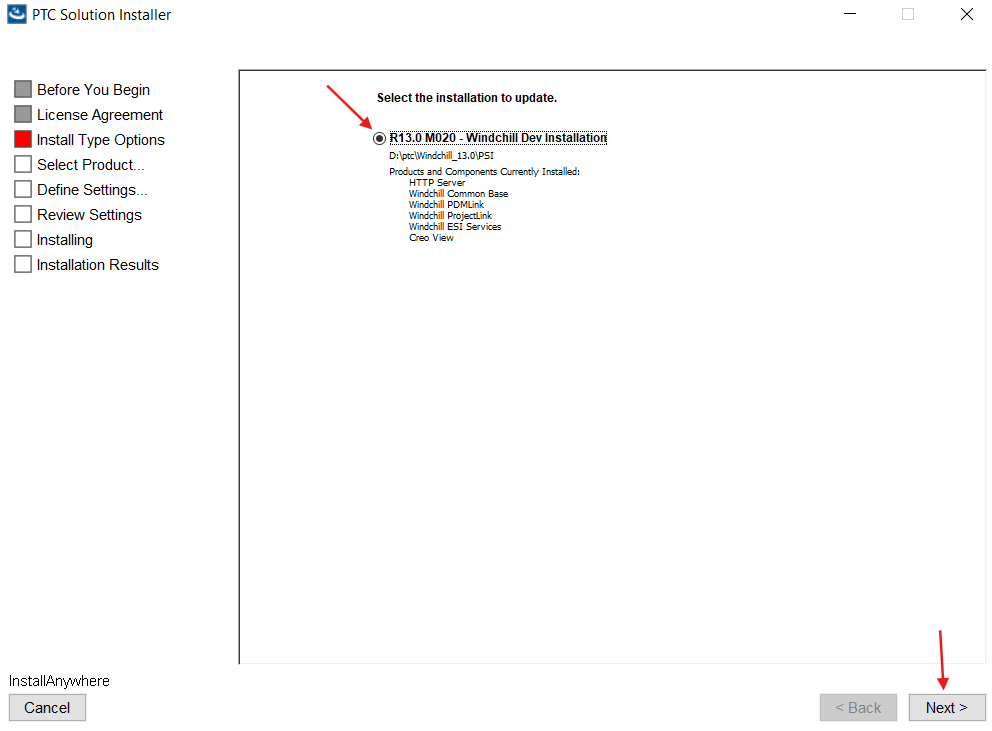 PTC Solution Installer
Before You Begin
License Agreement
Install Type Options
Select Product...
Define Settings...
Review Settings
Installing
Installation Results
Select the installation to update.
R13.0 M020 - Windchill Dev Installation
D:\ptc\Windchill_13.0\PSI
Products and Components Currently Installed:
HTTP Server
Windchill Common Base
Windchill PDMLink
Windchill ProjectLink
Windchill ESI Services
Creo View
InstallAnywhere
Cancel
< Back
Next >